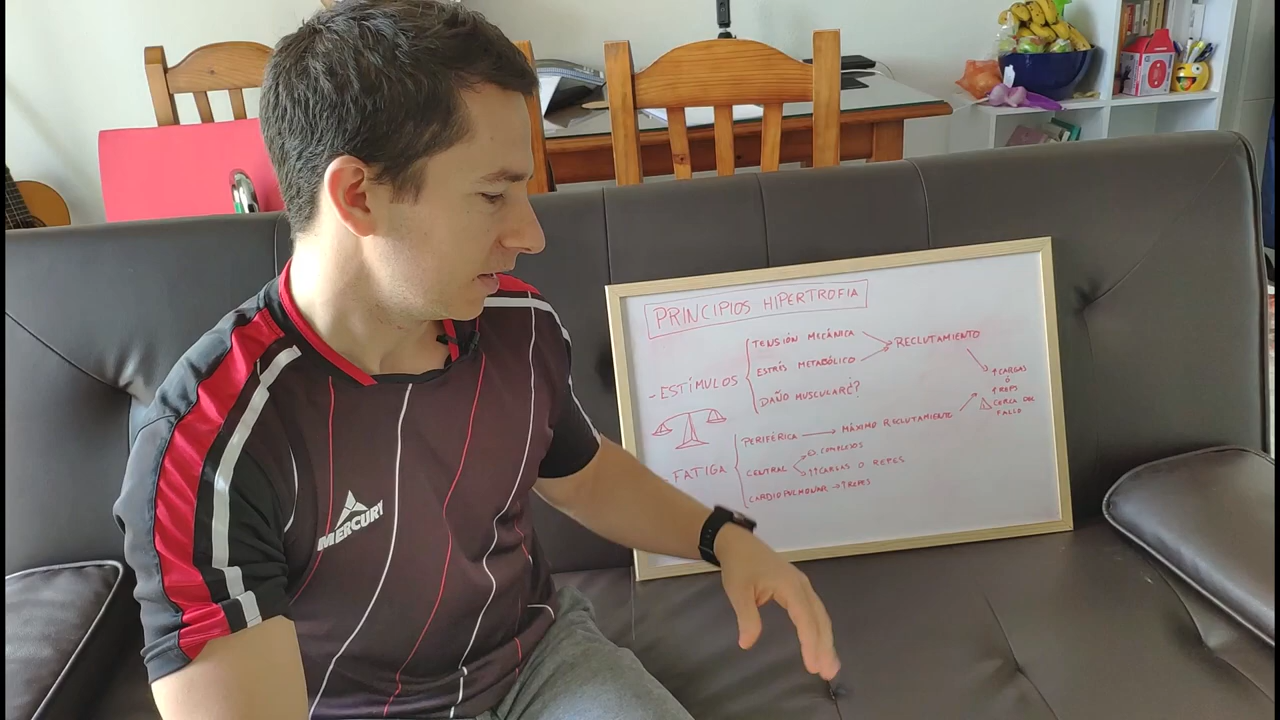 PRINCIPIOS HIPERTROFIA
- ESTÍMULOS
TENSIÓN MECÁNICA
ESTRÉS METABÓLICO
DAÑO MUSCULAR ¿?
RECLUTAMIENTO
↑ CARGAS
Ó
↑ REPS
⚠ CERCA DEL
FALLO
- FATIGA
PERIFÉRICA → MÁXIMO RECLUTAMIENTO
CENTRAL
EJ. COMPLEJOS
↑↑ CARGAS O REPES
CARDIOPULMONAR → ↑ REPES
MERCURY